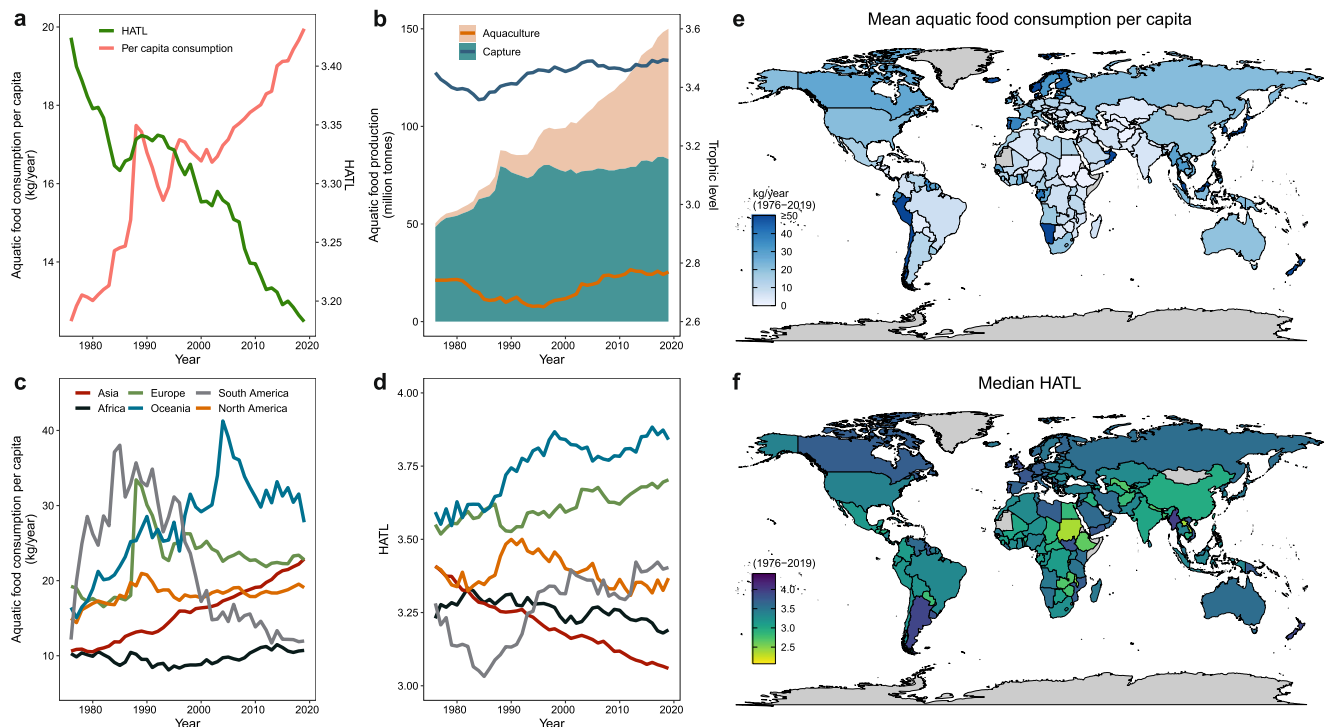 a
HATL
Per capita consumption
20
18
16
14
3.40
3.35
3.30
3.25
3.20
Aquatic food consumption per capita
(kg/year)
HATL
1980 1990 2000 2010 2020
Year
b
Aquaculture
Capture
150
100
50
0
3.6
3.4
3.2
3.0
2.8
2.6
Aquatic food production
(million tonnes)
Trophic level
1980 1990 2000 2010 2020
Year
e
Mean aquatic food consumption per capita
kg/year
(1976−2019)
≥50
40
30
20
10
0
c
Asia Europe South America
Africa Oceania North America
40
30
20
10
Aquatic food consumption per capita
(kg/year)
1980 1990 2000 2010 2020
Year
d
4.00
3.75
3.50
3.25
3.00
HATL
1980 1990 2000 2010 2020
Year
f
Median HATL
(1976−2019)
4.0
3.5
3.0
2.5